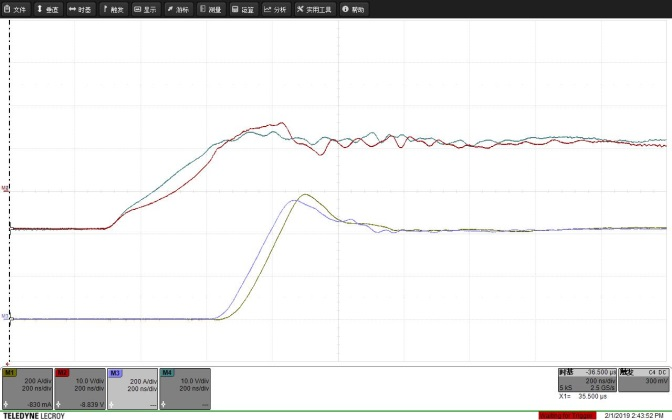 文件 垂直 时基 触发 显示 游标 测量 运算 分析 实用工具 帮助
M1 M2 M3 M4
200 A/div 10.0 V/div 200 A/div 10.0 V/div
200 ns/div 200 ns/div 200 ns/div 200 ns/div
-830 mA -8.839 V --- ---
时基 -36.500 µs 触发 C4 DC
200 ns/div 300 mV
5 kS 2.5 GS/s
X1= 35.500 µs
TELEDYNE LECROY
Waiting for Trigger 2/1/2019 2:43:52 PM